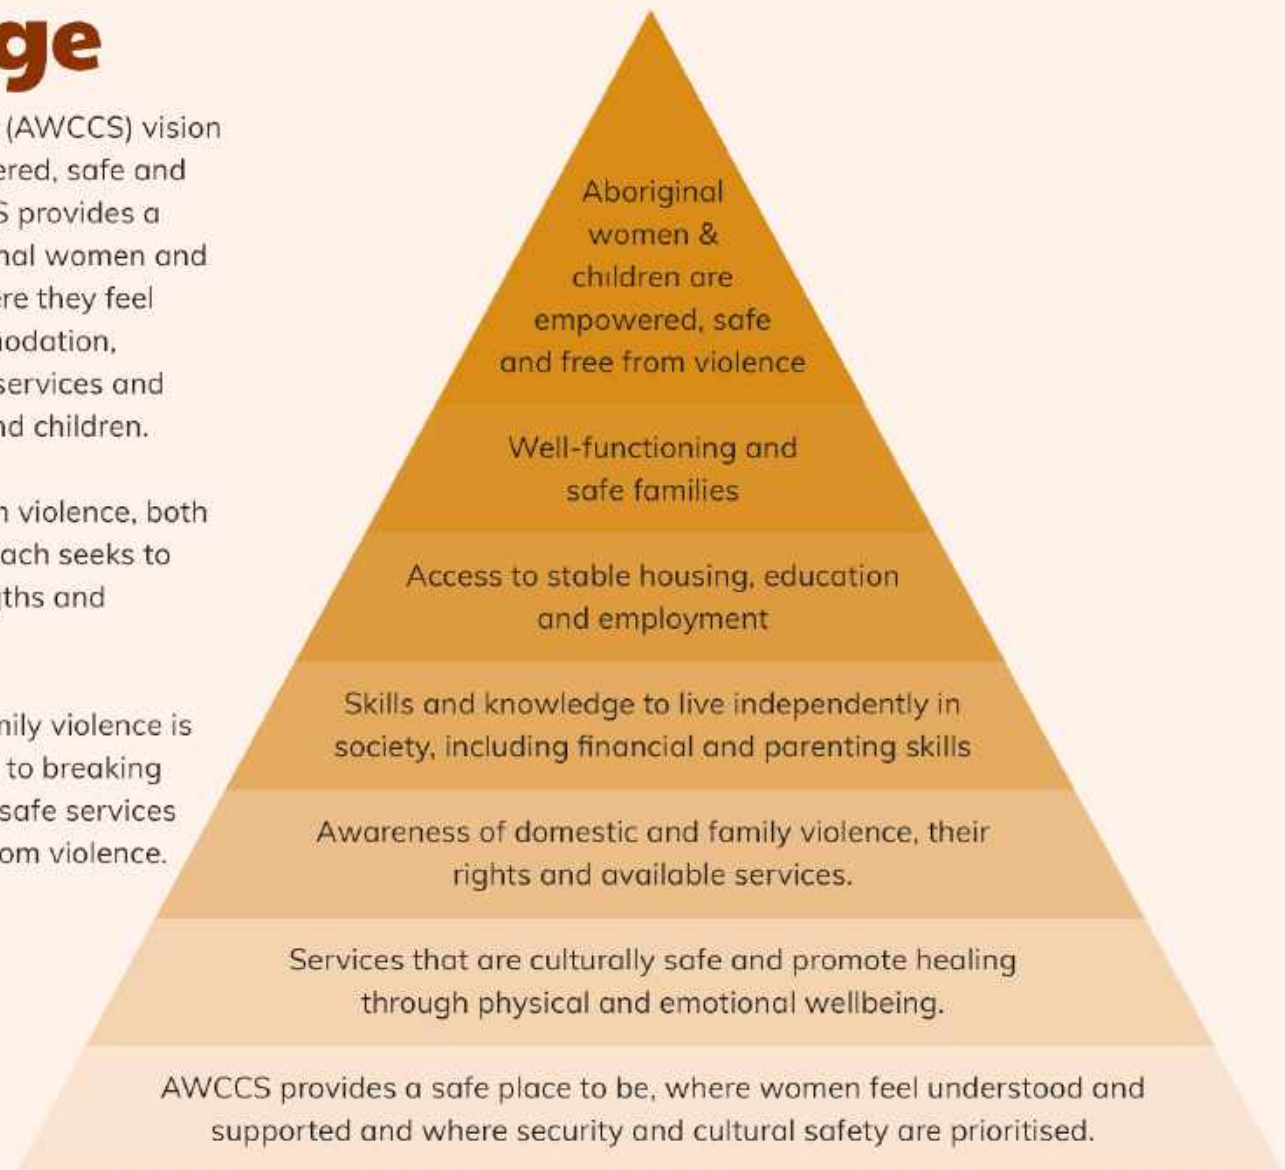 ge
(AWCCS) vision
ered, safe and
S provides a
nal women and
ere they feel
nodation,
services and
nd children.
n violence, both
ach seeks to
gths and
nily violence is
to breaking
safe services
om violence.
Aboriginal
women &
children are
empowered, safe
and free from violence
Well-functioning and
safe families
Access to stable housing, education
and employment
Skills and knowledge to live independently in
society, including financial and parenting skills
Awareness of domestic and family violence, their
rights and available services.
Services that are culturally safe and promote healing
through physical and emotional wellbeing.
AWCCS provides a safe place to be, where women feel understood and
supported and where security and cultural safety are prioritised.